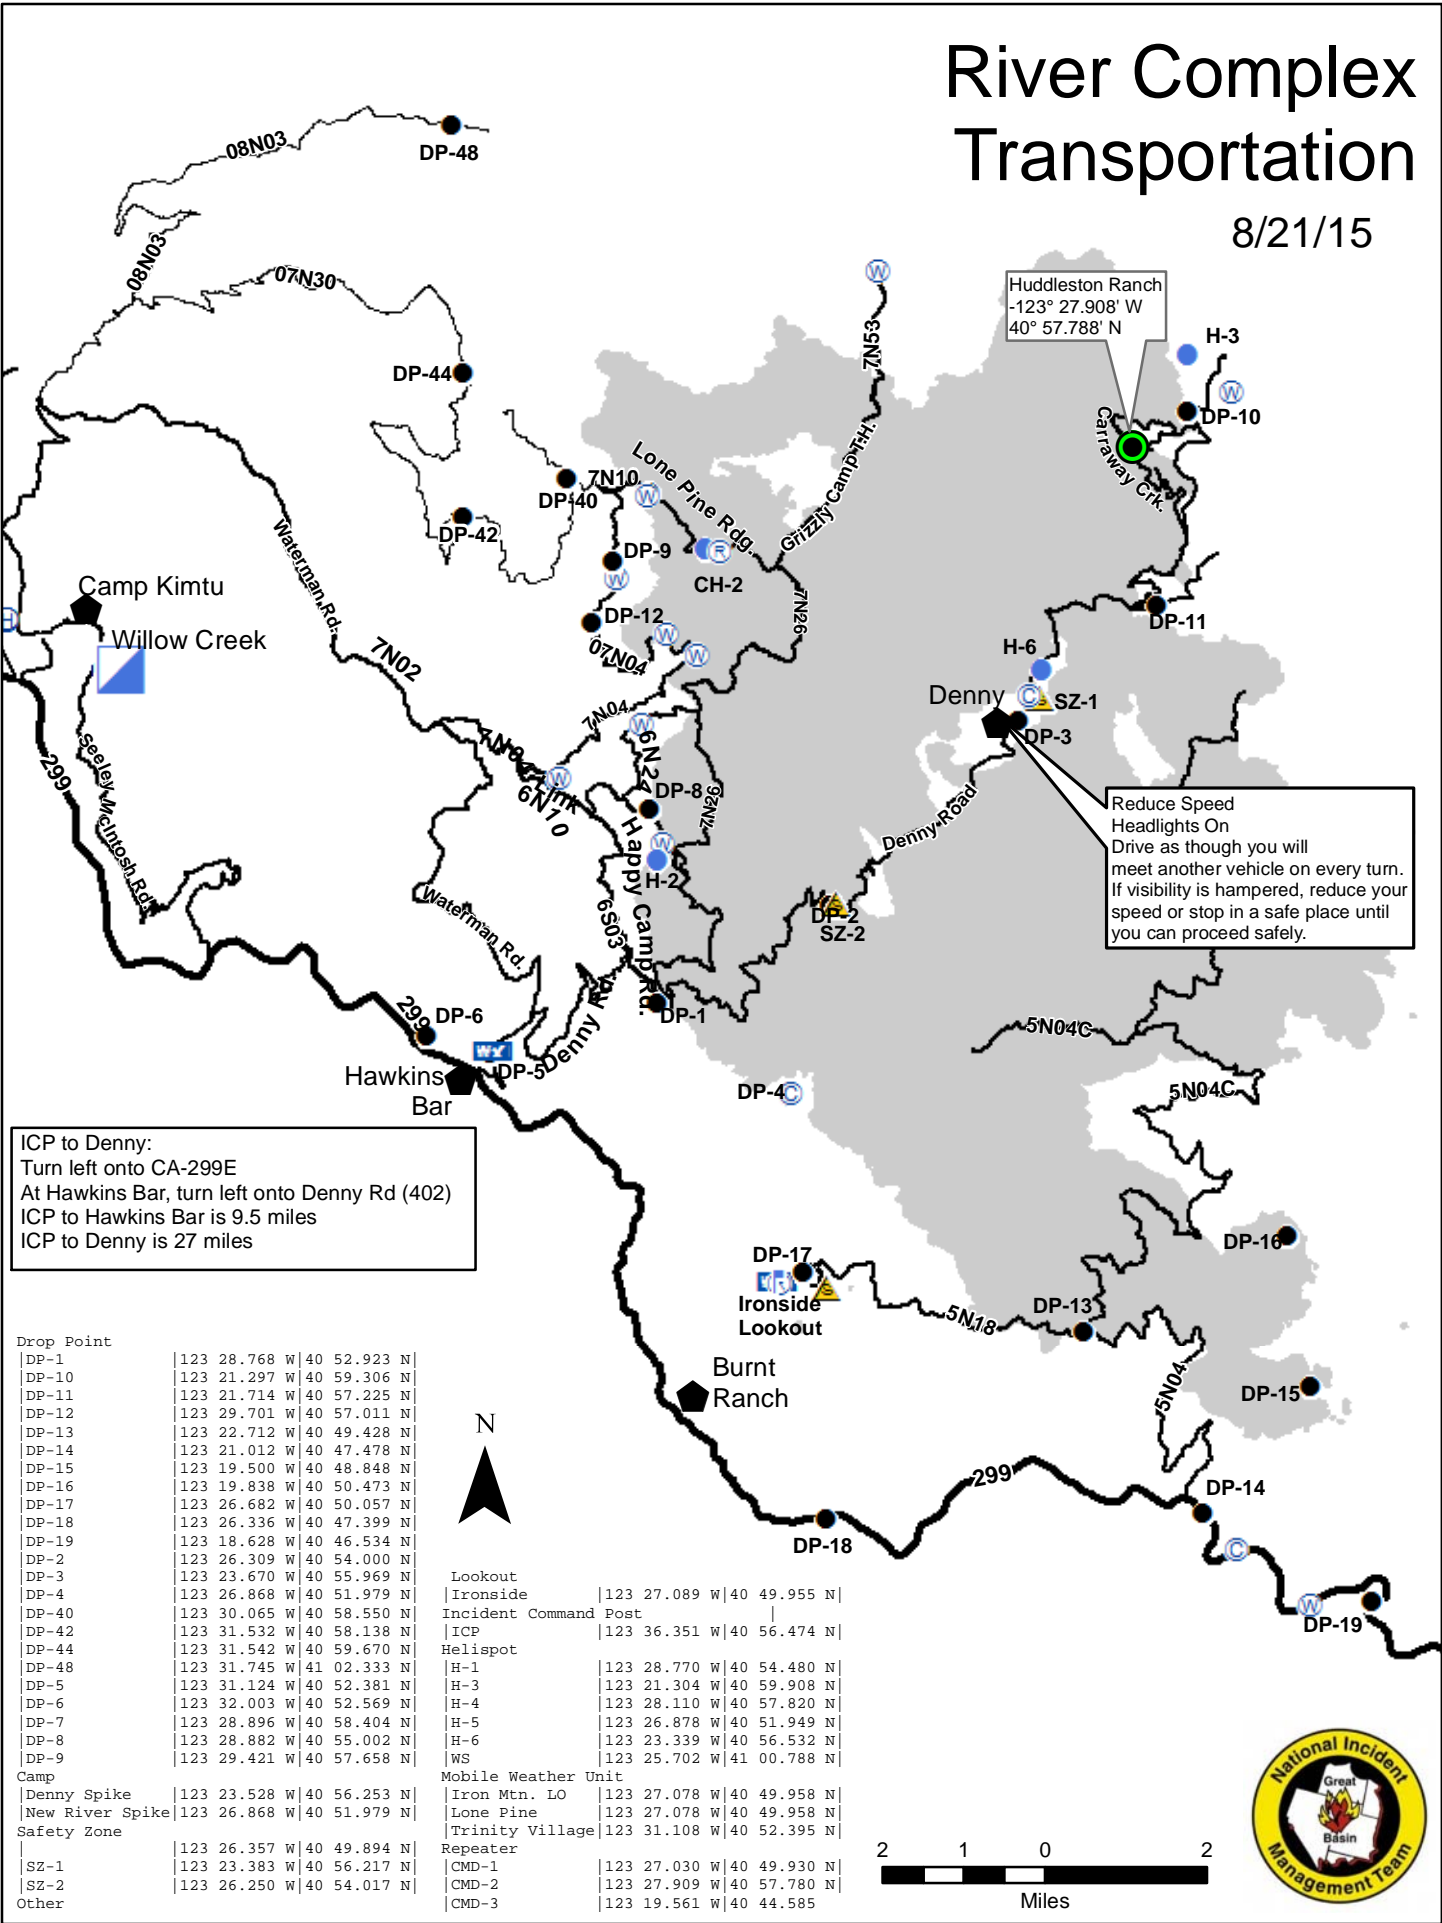 River Complex
Transportation
8/21/15
08N03
DP-48
08N03
07N30
Huddleston Ranch
-123° 27.908' W
40° 57.788' N
7N53
H-3
DP-44
DP-10
Carraway Crk.
Lone Pine Rdg.
Grizzly Camp T.H.
7N10
DP-40
DP-42
Waterman Rd.
DP-9
CH-2
Camp Kimtu
7N26
DP-12
DP-11
Willow Creek
7N02
07N04
H-6
Denny
SZ-1
DP-3
7N04
7N04 Link
6N24
299
Seeley McIntosh Rd.
6N10
DP-8
7N26
Denny Road
Reduce Speed
Headlights On
Drive as though you will
meet another vehicle on every turn.
If visibility is hampered, reduce your
speed or stop in a safe place until
you can proceed safely.
Happy Camp Rd.
H-2
Waterman Rd.
6S03
DP-2
SZ-2
299
DP-6
DP-1
5N04C
Denny Rd.
DP-5
Hawkins
Bar
DP-4
5N04C
ICP to Denny:
Turn left onto CA-299E
At Hawkins Bar, turn left onto Denny Rd (402)
ICP to Hawkins Bar is 9.5 miles
ICP to Denny is 27 miles
DP-16
DP-17
Ironside
Lookout
DP-13
5N18
Burnt
Ranch
5N04
DP-15
N
299
DP-14
DP-18
DP-19
Drop Point
|DP-1 |123 28.768 W|40 52.923 N|
|DP-10 |123 21.297 W|40 59.306 N|
|DP-11 |123 21.714 W|40 57.225 N|
|DP-12 |123 29.701 W|40 57.011 N|
|DP-13 |123 22.712 W|40 49.428 N|
|DP-14 |123 21.012 W|40 47.478 N|
|DP-15 |123 19.500 W|40 48.848 N|
|DP-16 |123 19.838 W|40 50.473 N|
|DP-17 |123 26.682 W|40 50.057 N|
|DP-18 |123 26.336 W|40 47.399 N|
|DP-19 |123 18.628 W|40 46.534 N|
|DP-2 |123 26.309 W|40 54.000 N|
|DP-3 |123 23.670 W|40 55.969 N|
|DP-4 |123 26.868 W|40 51.979 N|
|DP-40 |123 30.065 W|40 58.550 N|
|DP-42 |123 31.532 W|40 58.138 N|
|DP-44 |123 31.542 W|40 59.670 N|
|DP-48 |123 31.745 W|41 02.333 N|
|DP-5 |123 31.124 W|40 52.381 N|
|DP-6 |123 32.003 W|40 52.569 N|
|DP-7 |123 28.896 W|40 58.404 N|
|DP-8 |123 28.882 W|40 55.002 N|
|DP-9 |123 29.421 W|40 57.658 N|
Camp
|Denny Spike |123 23.528 W|40 56.253 N|
|New River Spike|123 26.868 W|40 51.979 N|
Safety Zone
| |123 26.357 W|40 49.894 N|
|SZ-1 |123 23.383 W|40 56.217 N|
|SZ-2 |123 26.250 W|40 54.017 N|
Other
Lookout
|Ironside |123 27.089 W|40 49.955 N|
Incident Command Post |
|ICP |123 36.351 W|40 56.474 N|
Helispot
|H-1 |123 28.770 W|40 54.480 N|
|H-3 |123 21.304 W|40 59.908 N|
|H-4 |123 28.110 W|40 57.820 N|
|H-5 |123 26.878 W|40 51.949 N|
|H-6 |123 23.339 W|40 56.532 N|
|WS |123 25.702 W|41 00.788 N|
Mobile Weather Unit
|Iron Mtn. LO |123 27.078 W|40 49.958 N|
|Lone Pine |123 27.078 W|40 49.958 N|
|Trinity Village|123 31.108 W|40 52.395 N|
Repeater
|CMD-1 |123 27.030 W|40 49.930 N|
|CMD-2 |123 27.909 W|40 57.780 N|
|CMD-3 |123 19.561 W|40 44.585
2 1 0 2
Miles
National Incident
Great
Basin
Management Team